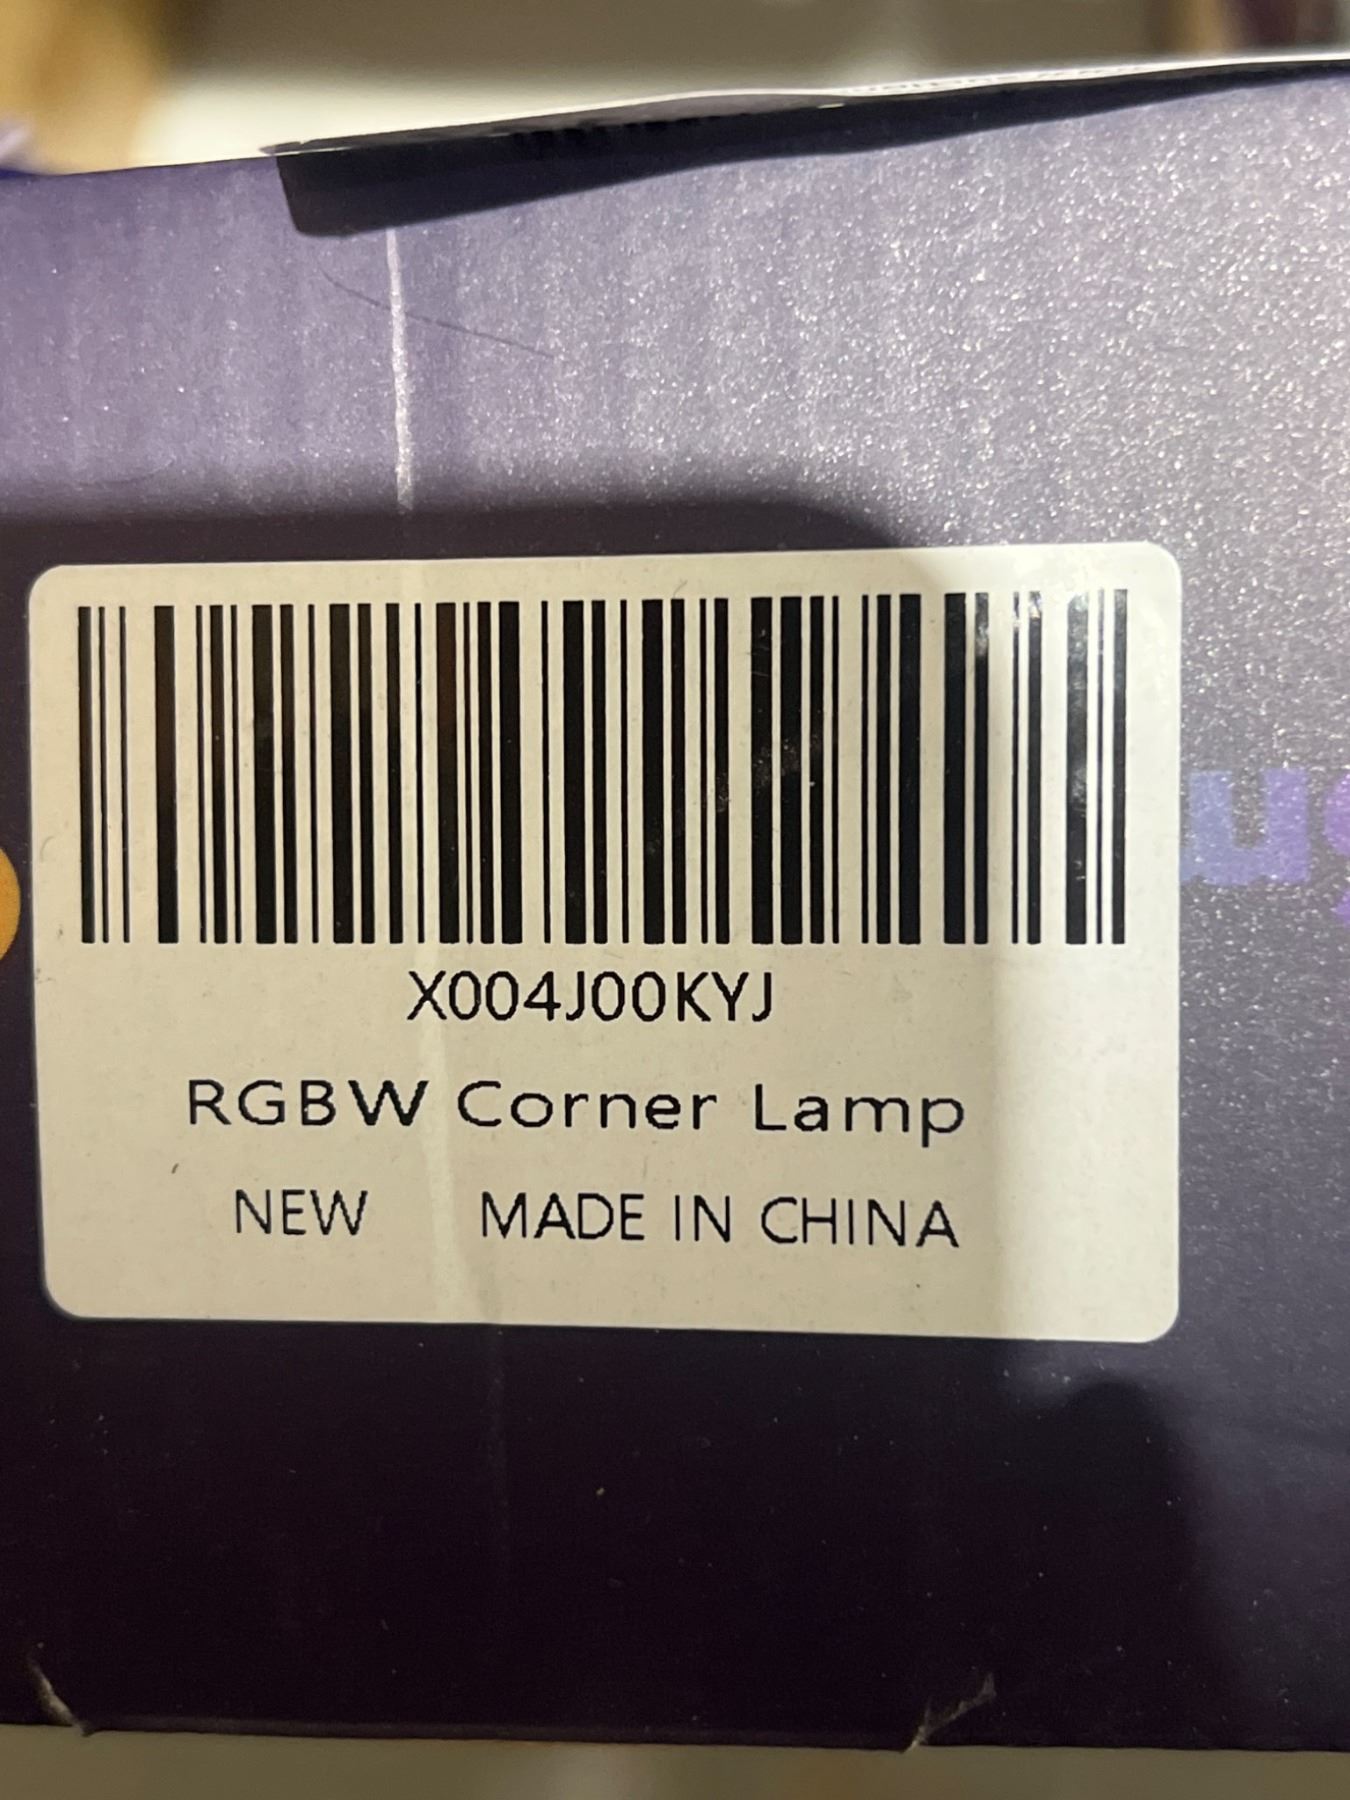 X004J00KYJ
RGBW Corner Lamp
NEW MADE IN CHINA